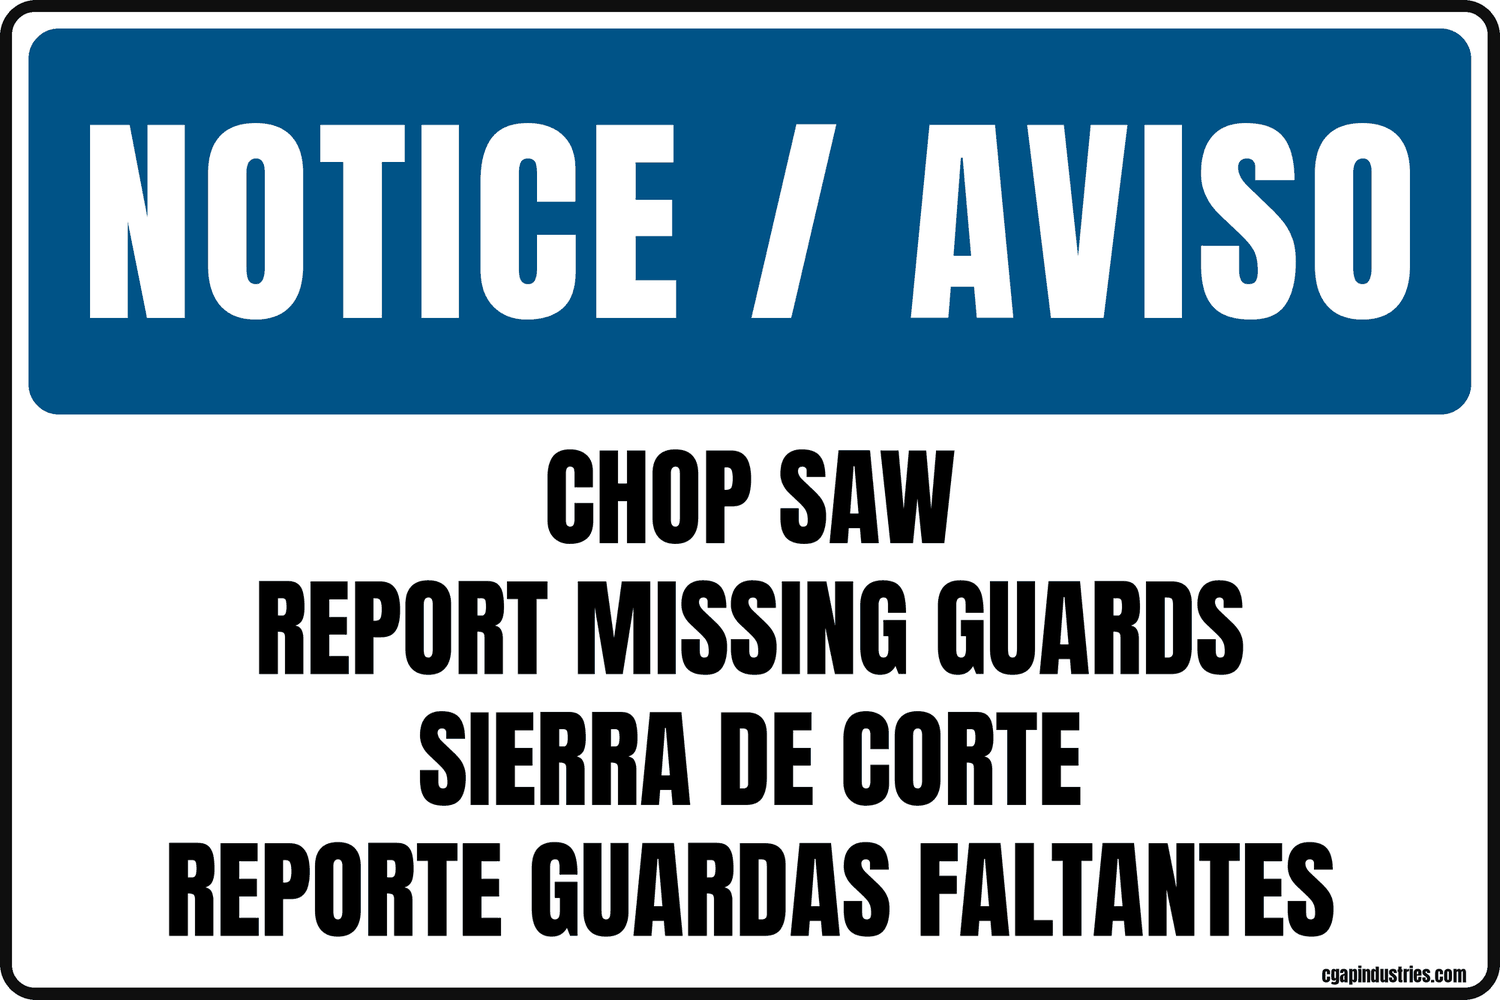 NOTICE / AVISO
CHOP SAW
REPORT MISSING GUARDS
SIERRA DE CORTE
REPORTE GUARDAS FALTANTES
cgapindustries.com